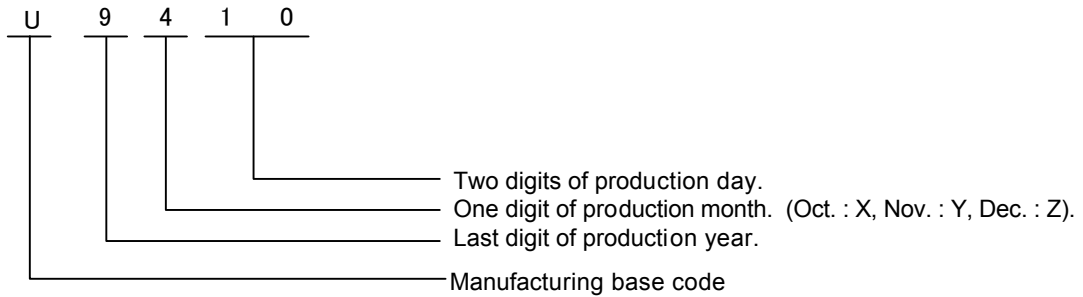 U 9 4 1 0
Two digits of production day.
One digit of production month. (Oct. : X, Nov. : Y, Dec. : Z).
Last digit of production year.
Manufacturing base code